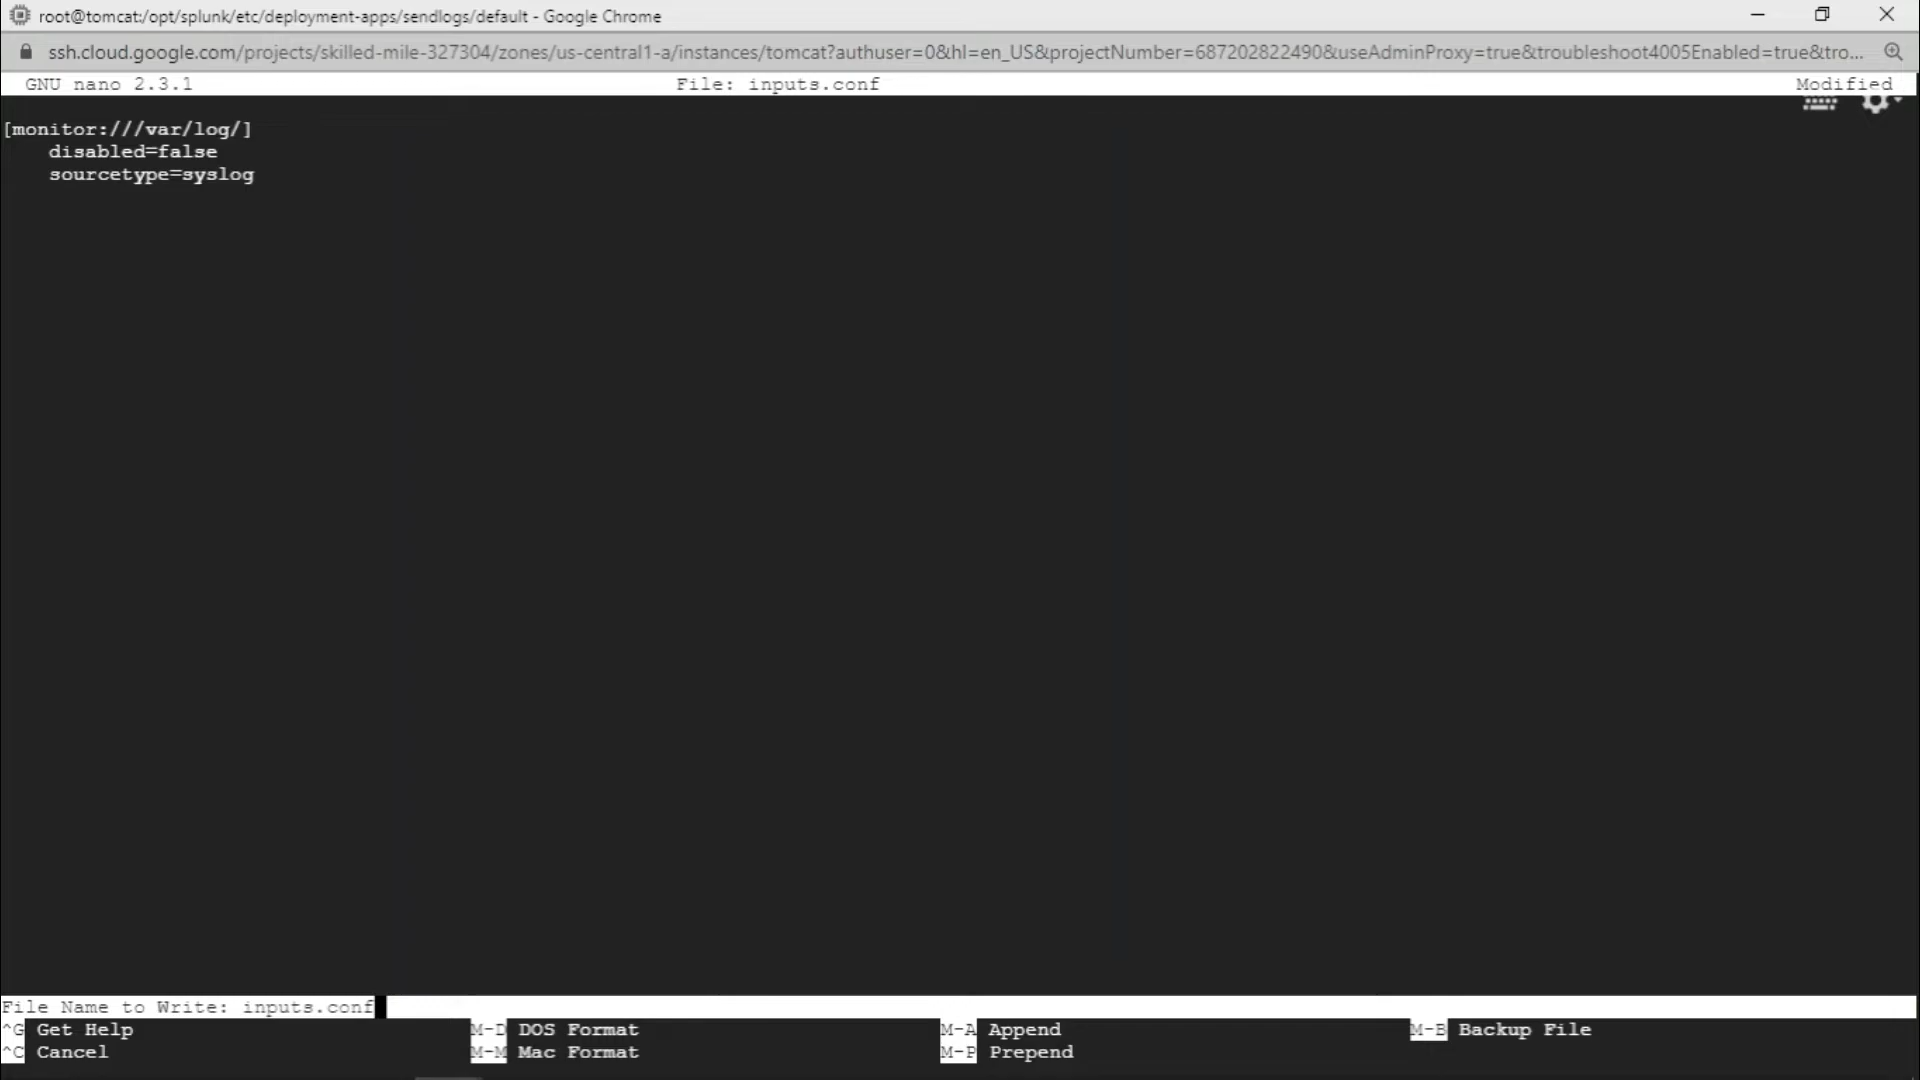 root@tomcat:/opt/splunk/etc/deployment-apps/sendlogs/default - Google Chrome
ssh.cloud.google.com/projects/skilled-mile-327304/zones/us-central1-a/instances/tomcat?authuser=0&hl=en_US&projectNumber=687202822490&useAdminProxy=true&troubleshoot4005Enabled=true&tro...
GNU nano 2.3.1 File: inputs.conf Modified
[monitor:///var/log/]
disabled=false
sourcetype=syslog
File Name to Write: inputs.conf
^G Get Help M-D DOS Format M-A Append M-B Backup File
^C Cancel M-M Mac Format M-P Prepend